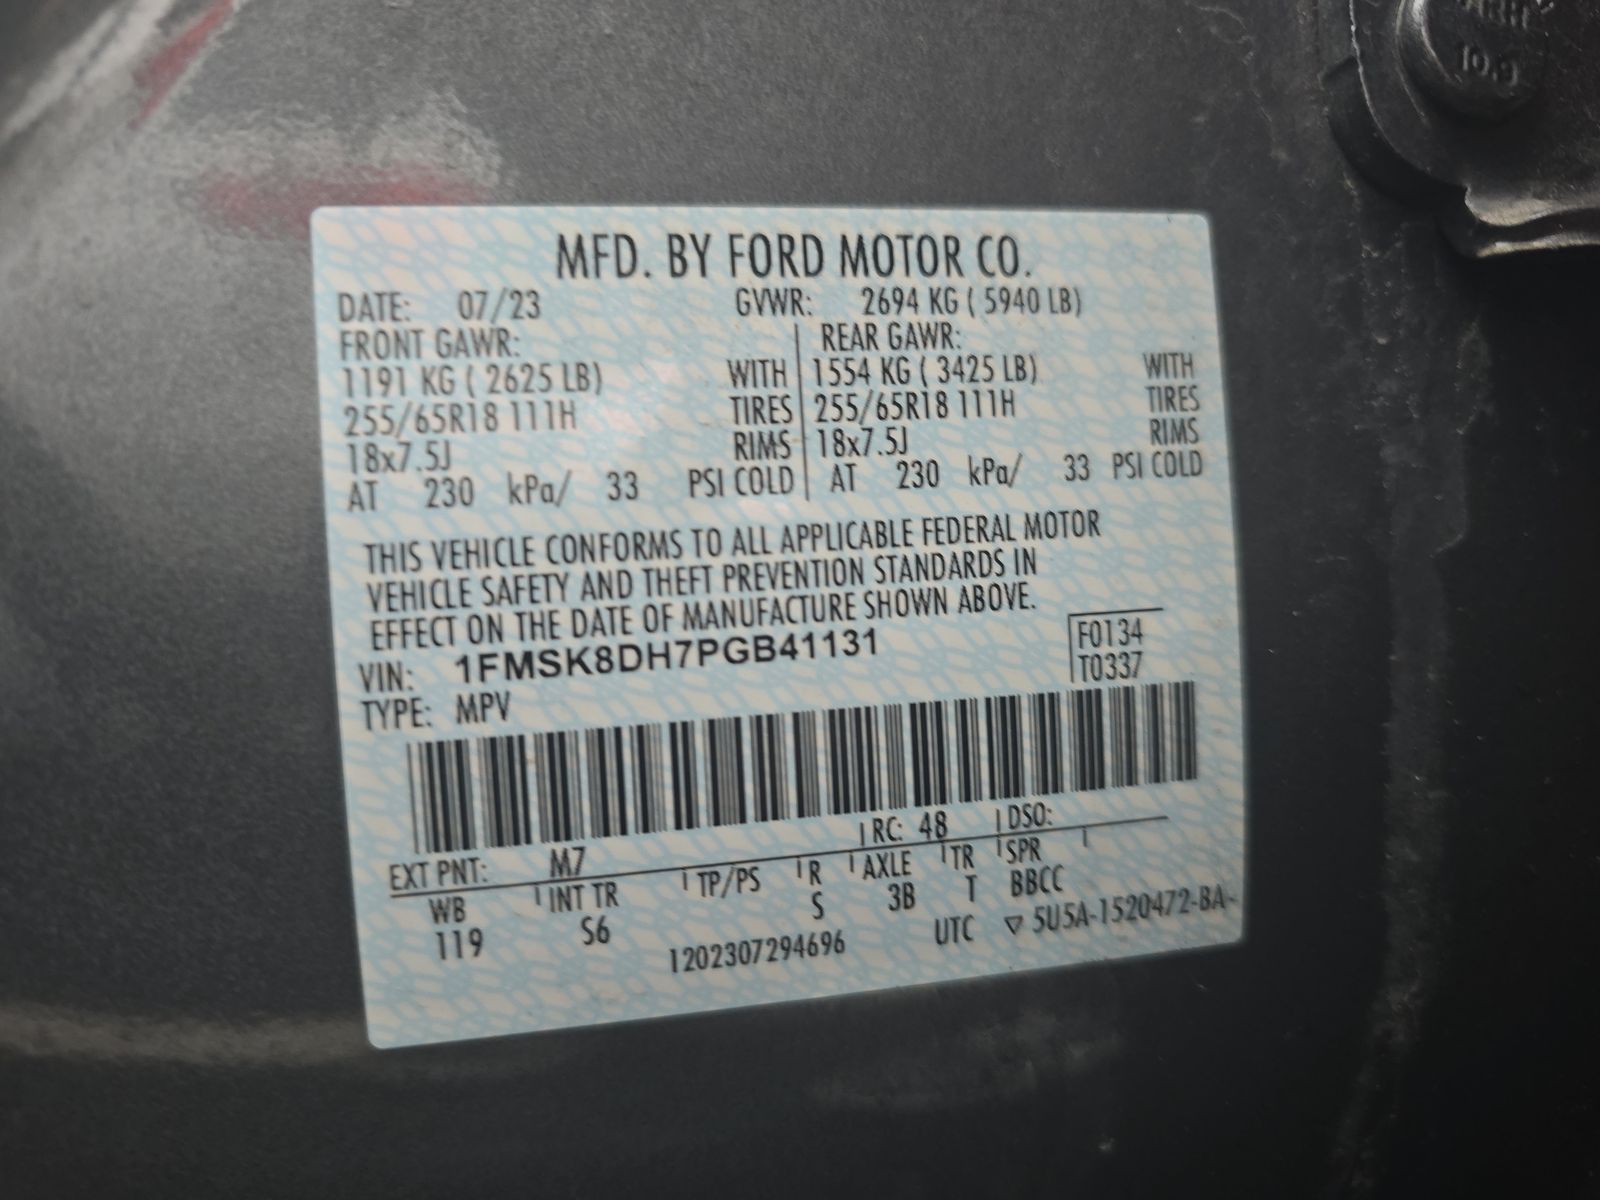 10.9
MFD. BY FORD MOTOR CO.
DATE: 07/23 GVWR: 2694 KG ( 5940 LB)
FRONT GAWR: REAR GAWR:
1191 KG ( 2625 LB) WITH 1554 KG ( 3425 LB) WITH
255/65R18 111H TIRES 255/65R18 111H TIRES
18x7.5J RIMS 18x7.5J RIMS
AT 230 kPa/ 33 PSI COLD AT 230 kPa/ 33 PSI COLD
THIS VEHICLE CONFORMS TO ALL APPLICABLE FEDERAL MOTOR
VEHICLE SAFETY AND THEFT PREVENTION STANDARDS IN
EFFECT ON THE DATE OF MANUFACTURE SHOWN ABOVE.
VIN: 1FMSK8DH7PGB41131 F0134
TYPE: MPV T0337
EXT PNT: M7 RC: 48 DSO:
WB INT TR TP/PS R AXLE TR SPR
119 S6 S 3B T BBCC
1202307294696 UTC ▽ 5U5A-1520472-BA-